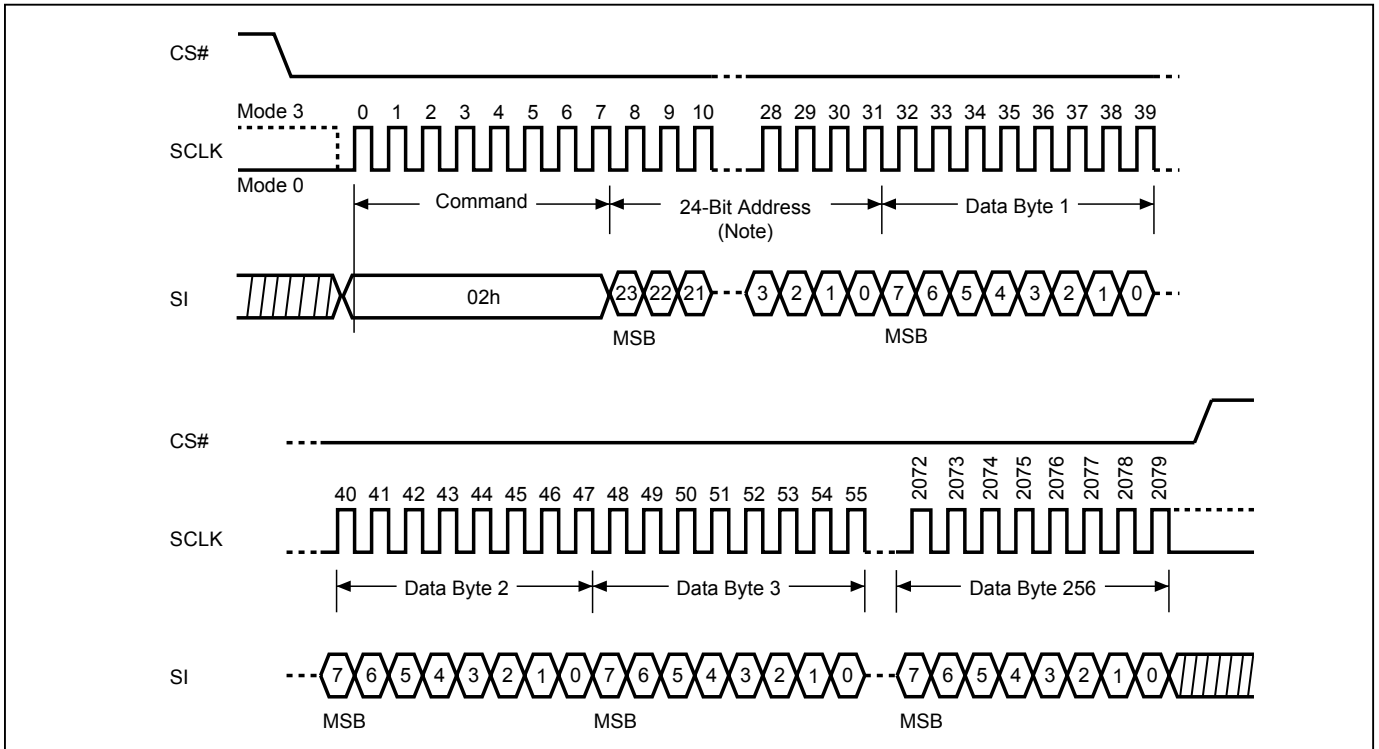 CS#
Mode 3
0 1 2 3 4 5 6 7 8 9 10 28 29 30 31 32 33 34 35 36 37 38 39
SCLK
Mode 0
Command
24-Bit Address
(Note)
Data Byte 1
SI
02h
23 22 21 3 2 1 0 7 6 5 4 3 2 1 0
MSB MSB
CS#
40 41 42 43 44 45 46 47 48 49 50 51 52 53 54 55 2072 2073 2074 2075 2076 2077 2078 2079
SCLK
Data Byte 2 Data Byte 3 Data Byte 256
SI
7 6 5 4 3 2 1 0 7 6 5 4 3 2 1 0 7 6 5 4 3 2 1 0
MSB MSB MSB